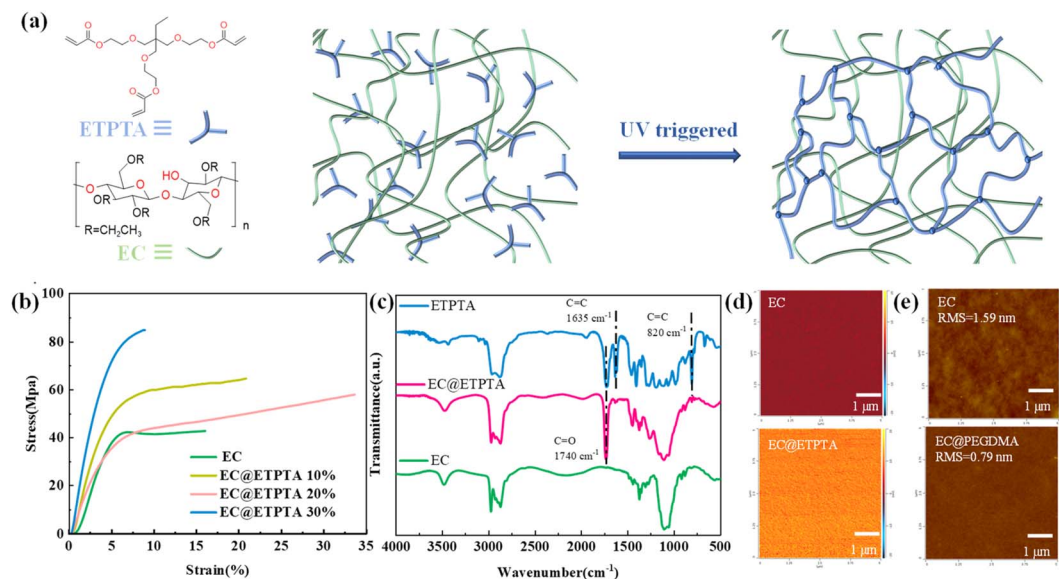 (a)
O
O
O
O
O
O
O
O
O
ETPTA ≡
UV triggered
OR
HO
OR
O
O
O
O
RO
OR
OR
n
R=CH₂CH₃
EC ≡
(b)
Stress(Mpa)
100
80
60
40
20
0
0
5
10
15
20
25
30
35
Strain(%)
EC
EC@ETPTA 10%
EC@ETPTA 20%
EC@ETPTA 30%
(c)
Transmittance(a.u.)
ETPTA
C=C
1635 cm⁻¹
C=C
820 cm⁻¹
EC@ETPTA
C=O
1740 cm⁻¹
EC
4000
3500
3000
2500
2000
1500
1000
500
Wavenumber(cm⁻¹)
(d)
EC
1 μm
EC@ETPTA
1 μm
(e)
EC
RMS=1.59 nm
1 μm
EC@PEGDMA
RMS=0.79 nm
1 μm